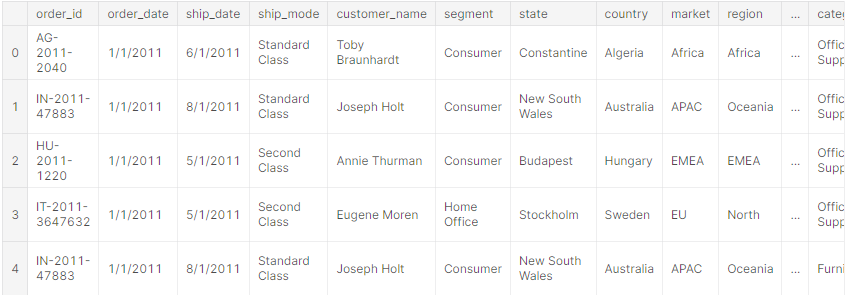 order_id order_date ship_date ship_mode customer_name segment state country market region ... categ
0 AG-2011-2040 1/1/2011 6/1/2011 Standard Class Toby Braunhardt Consumer Constantine Algeria Africa Africa ... Offic Supp
1 IN-2011-47883 1/1/2011 8/1/2011 Standard Class Joseph Holt Consumer New South Wales Australia APAC Oceania ... Offic Supp
2 HU-2011-1220 1/1/2011 5/1/2011 Second Class Annie Thurman Consumer Budapest Hungary EMEA EMEA ... Offic Supp
3 IT-2011-3647632 1/1/2011 5/1/2011 Second Class Eugene Moren Home Office Stockholm Sweden EU North ... Offic Supp
4 IN-2011-47883 1/1/2011 8/1/2011 Standard Class Joseph Holt Consumer New South Wales Australia APAC Oceania ... Furni